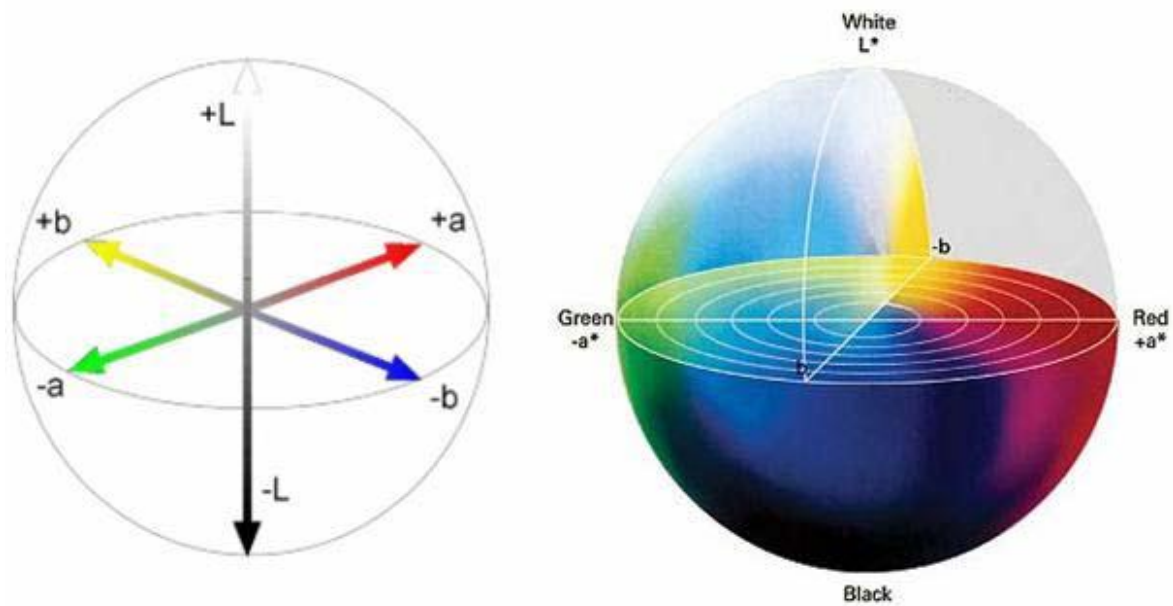 +L
+b
+a
-a
-b
-L
White
L*
-b
Green
-a*
Red
+a*
b
Black